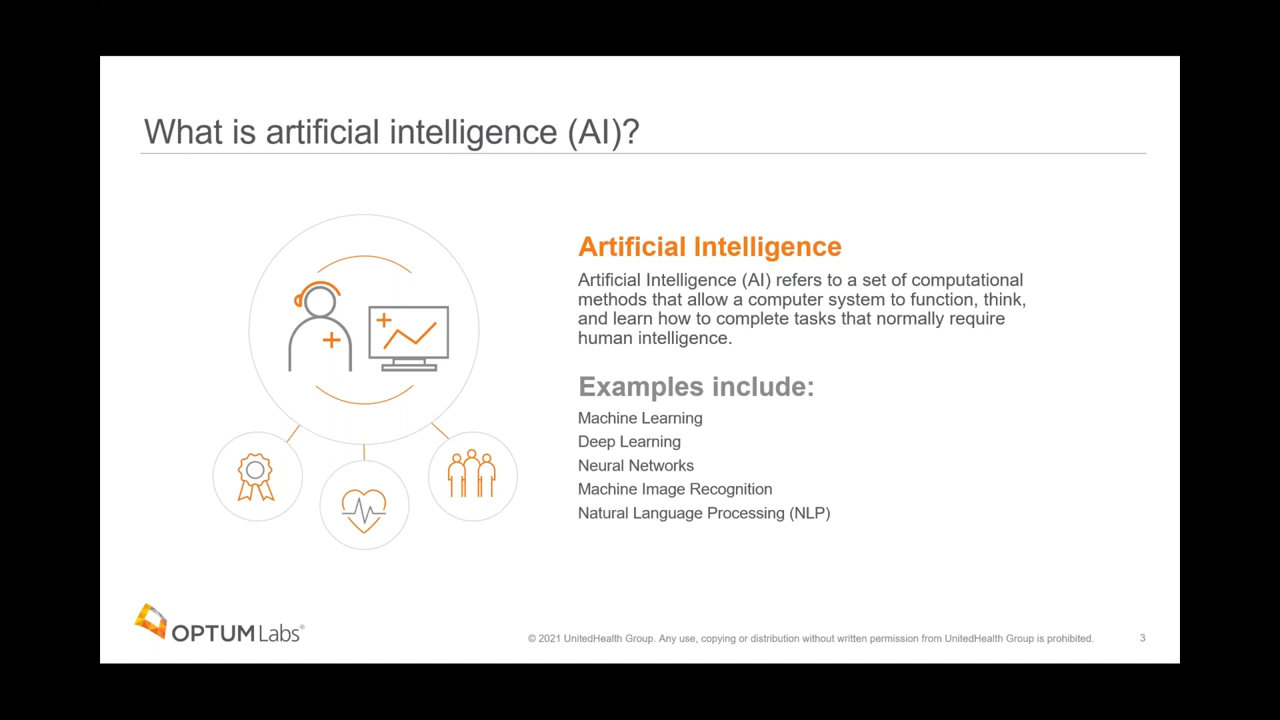 What is artificial intelligence (AI)?
Artificial Intelligence
Artificial Intelligence (AI) refers to a set of computational
methods that allow a computer system to function, think,
and learn how to complete tasks that normally require
human intelligence.
Examples include:
Machine Learning
Deep Learning
Neural Networks
Machine Image Recognition
Natural Language Processing (NLP)
OPTUM Labs®
© 2021 UnitedHealth Group. Any use, copying or distribution without written permission from UnitedHealth Group is prohibited.
3